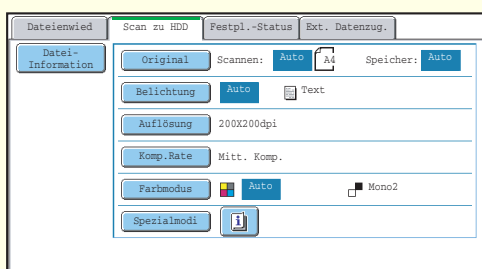 Dateienwied Scan zu HDD Festpl.-Status Ext. Datenzug.
Datei-
Information
Original Scannen: Auto A4 Speicher: Auto
Belichtung Auto Text
Auflösung 200X200dpi
Komp.Rate Mitt. Komp.
Farbmodus Auto Mono2
Spezialmodi i